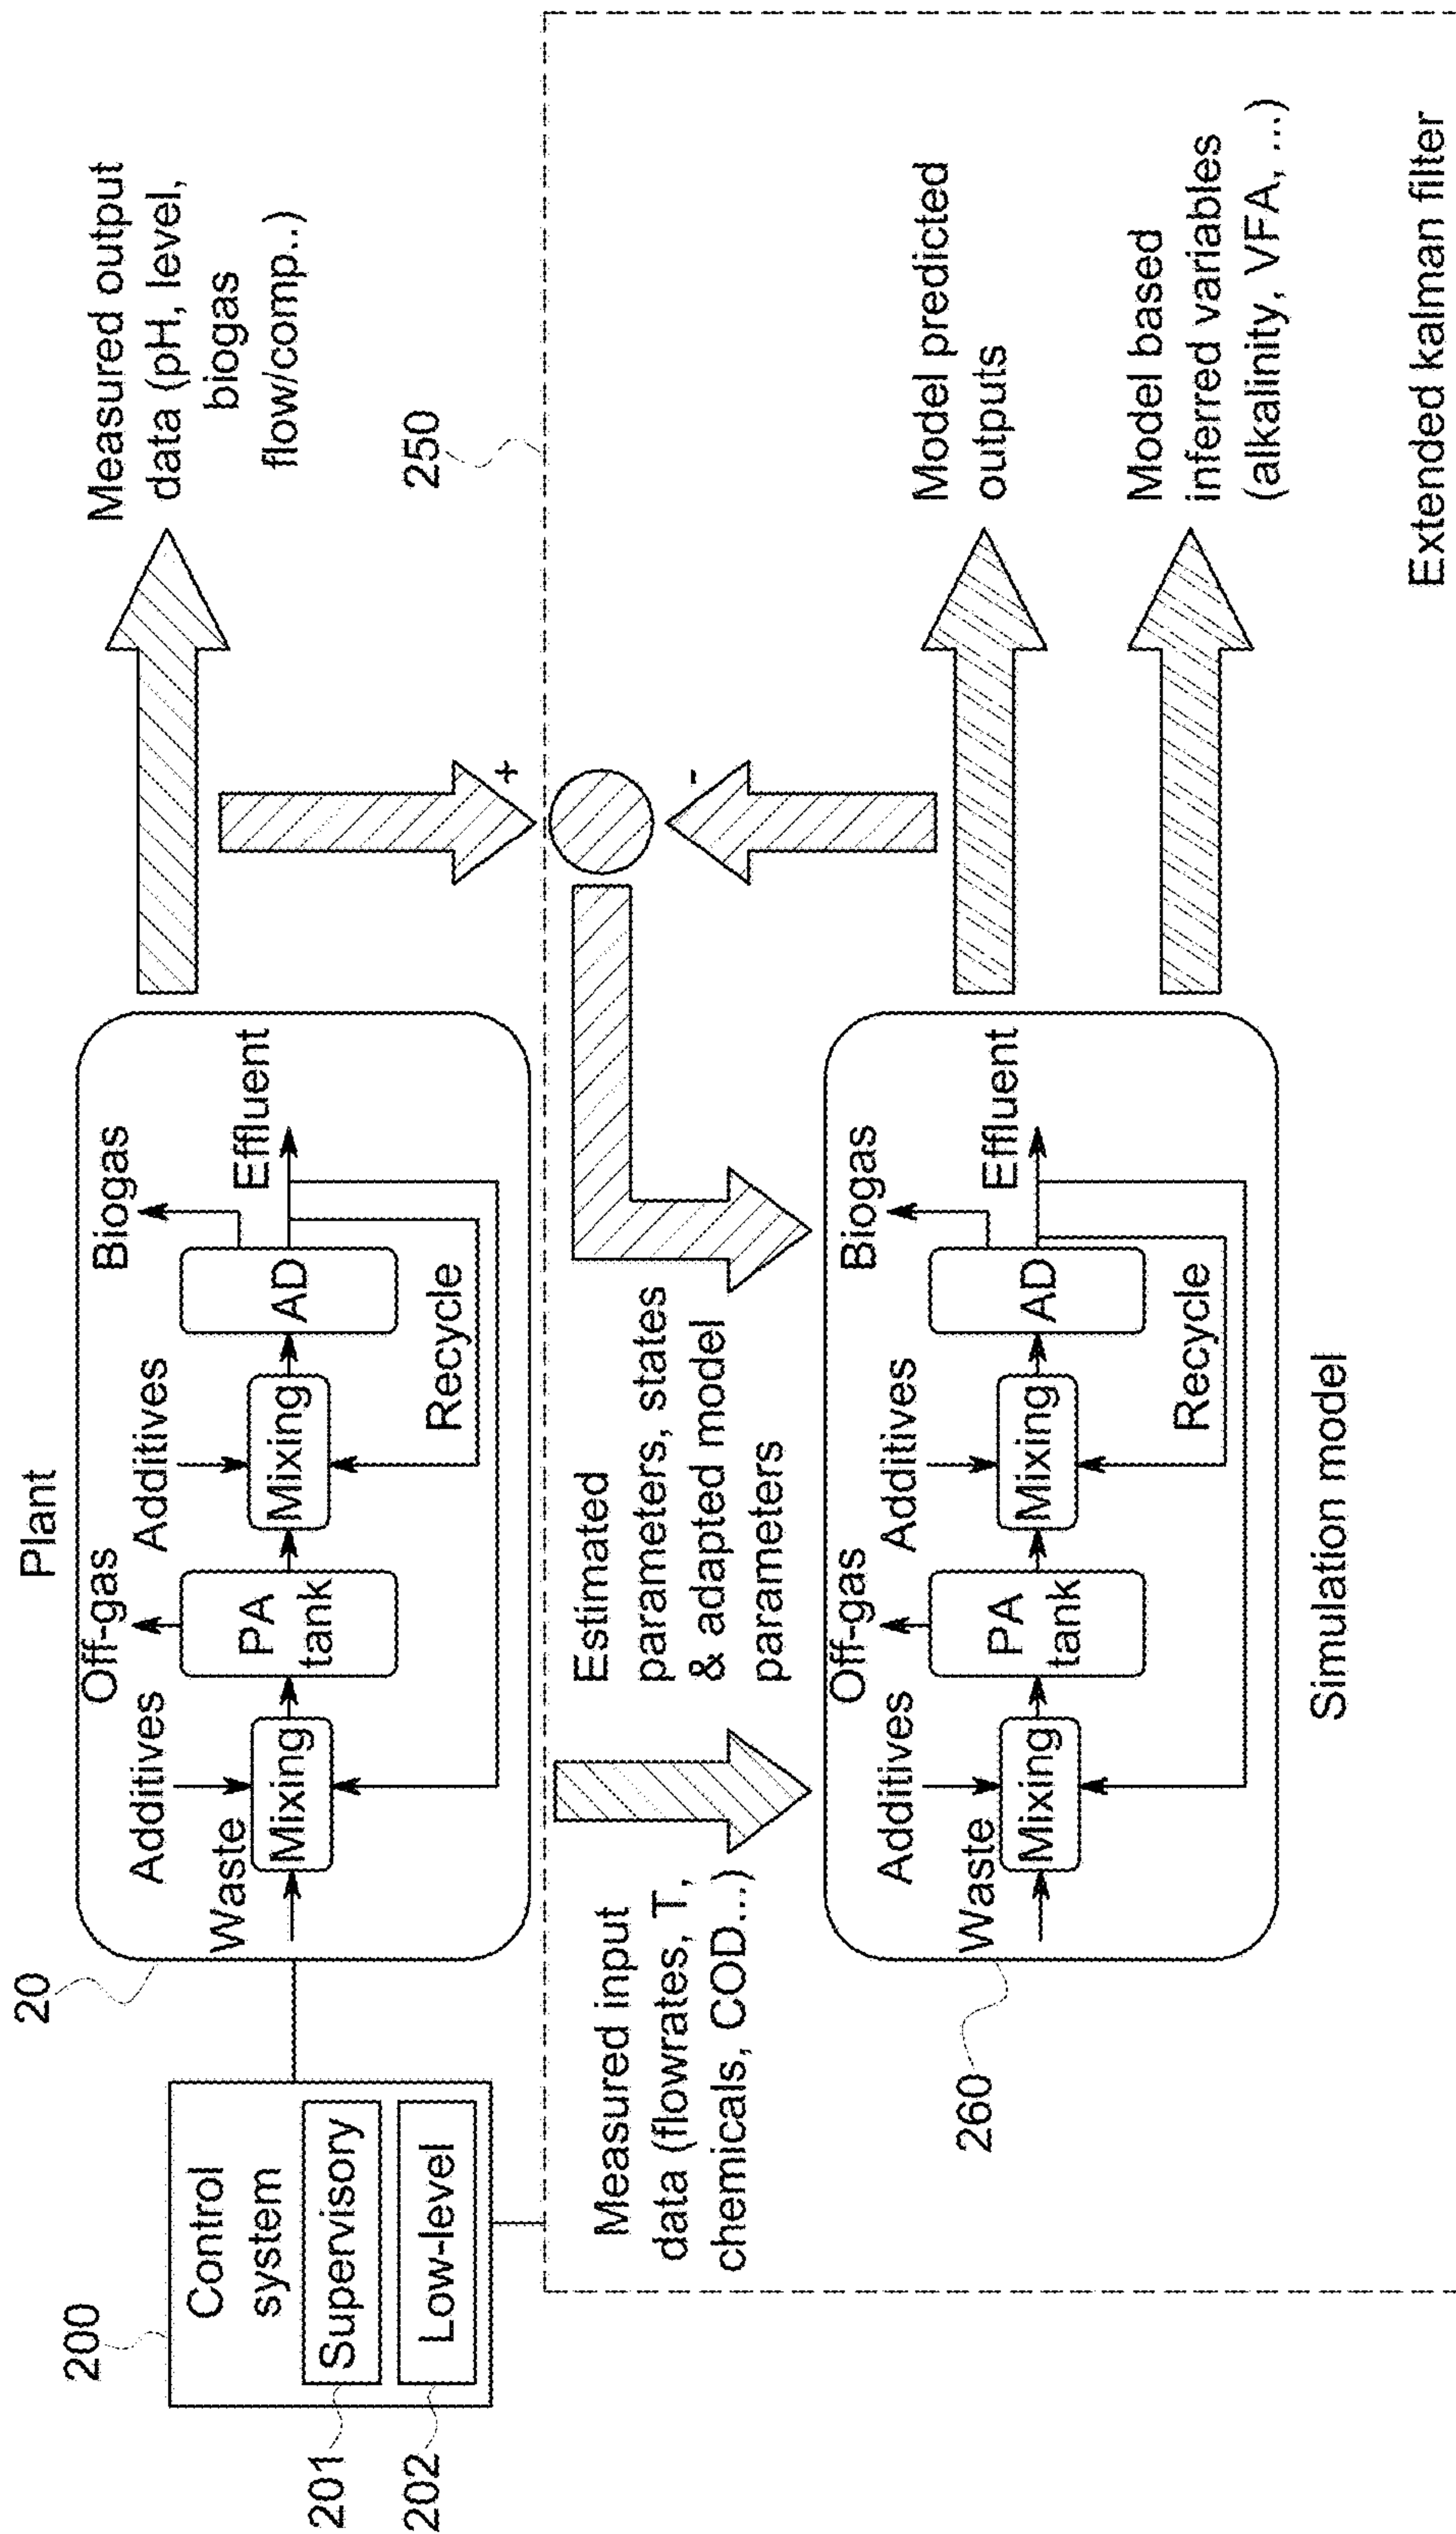 200
Control
system
201
Supervisory
202
Low-level
20
Plant
Waste
Additives
Mixing
Off-gas
PA
tank
Additives
Mixing
AD
Biogas
Effluent
Recycle
Measured output
data (pH, level,
biogas
flow/comp..)
250
+
-
Measured input
data (flowrates, T,
chemicals, COD...)
Estimated
parameters, states
& adapted model
parameters
260
Waste
Additives
Mixing
Off-gas
PA
tank
Additives
Mixing
AD
Biogas
Effluent
Recycle
Simulation model
Model predicted
outputs
Model based
inferred variables
(alkalinity, VFA, ...)
Extended kalman filter